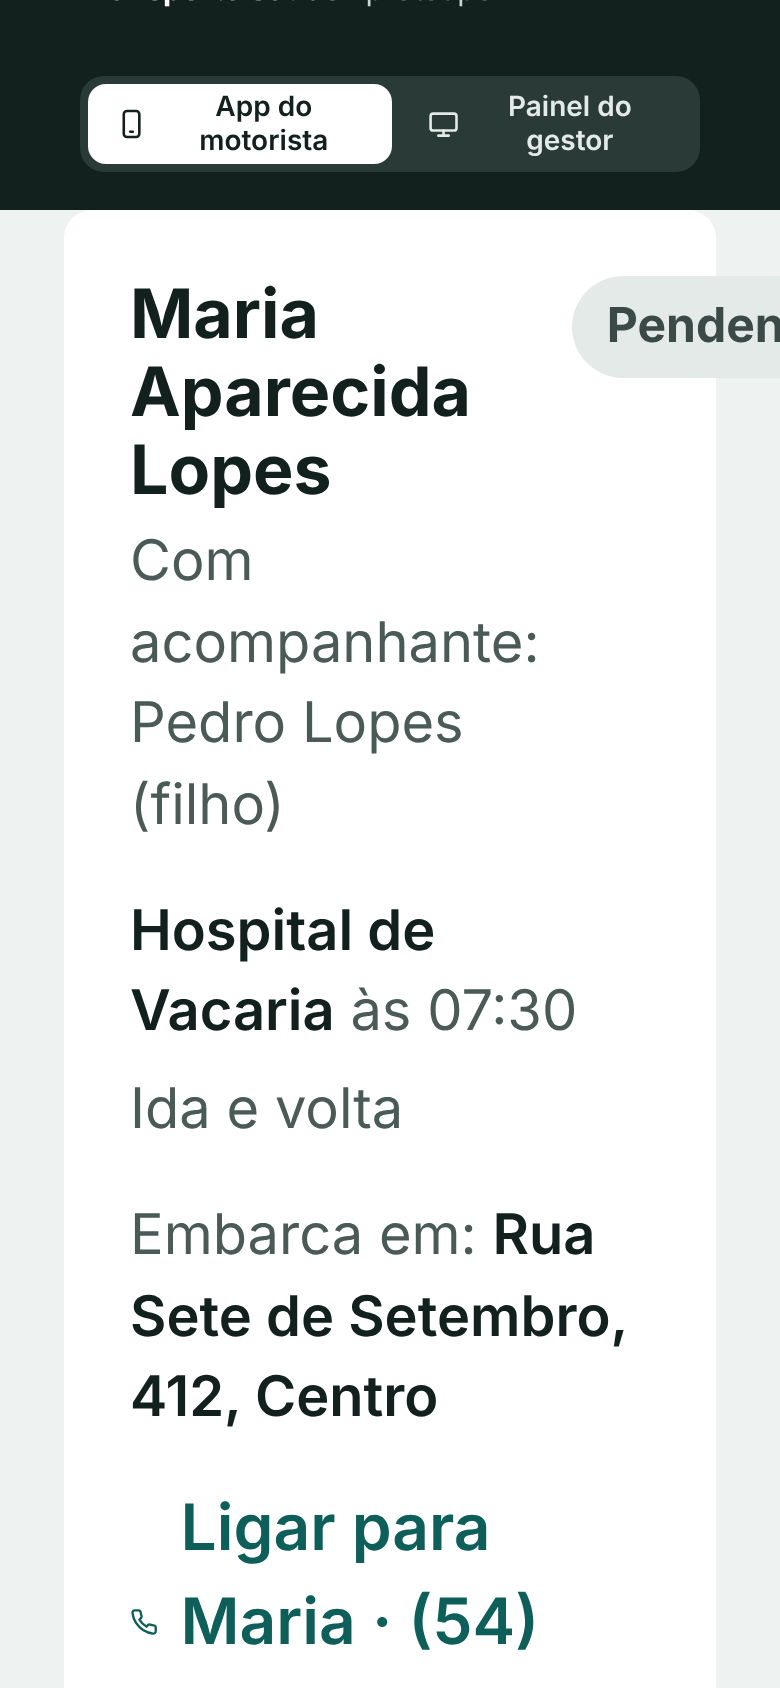 App do
motorista
Painel do
gestor
Maria
Aparecida
Lopes
Com
acompanhante:
Pedro Lopes
(filho)
Hospital de
Vacaria às 07:30
Ida e volta
Embarca em: Rua
Sete de Setembro,
412, Centro
Ligar para
Maria · (54)